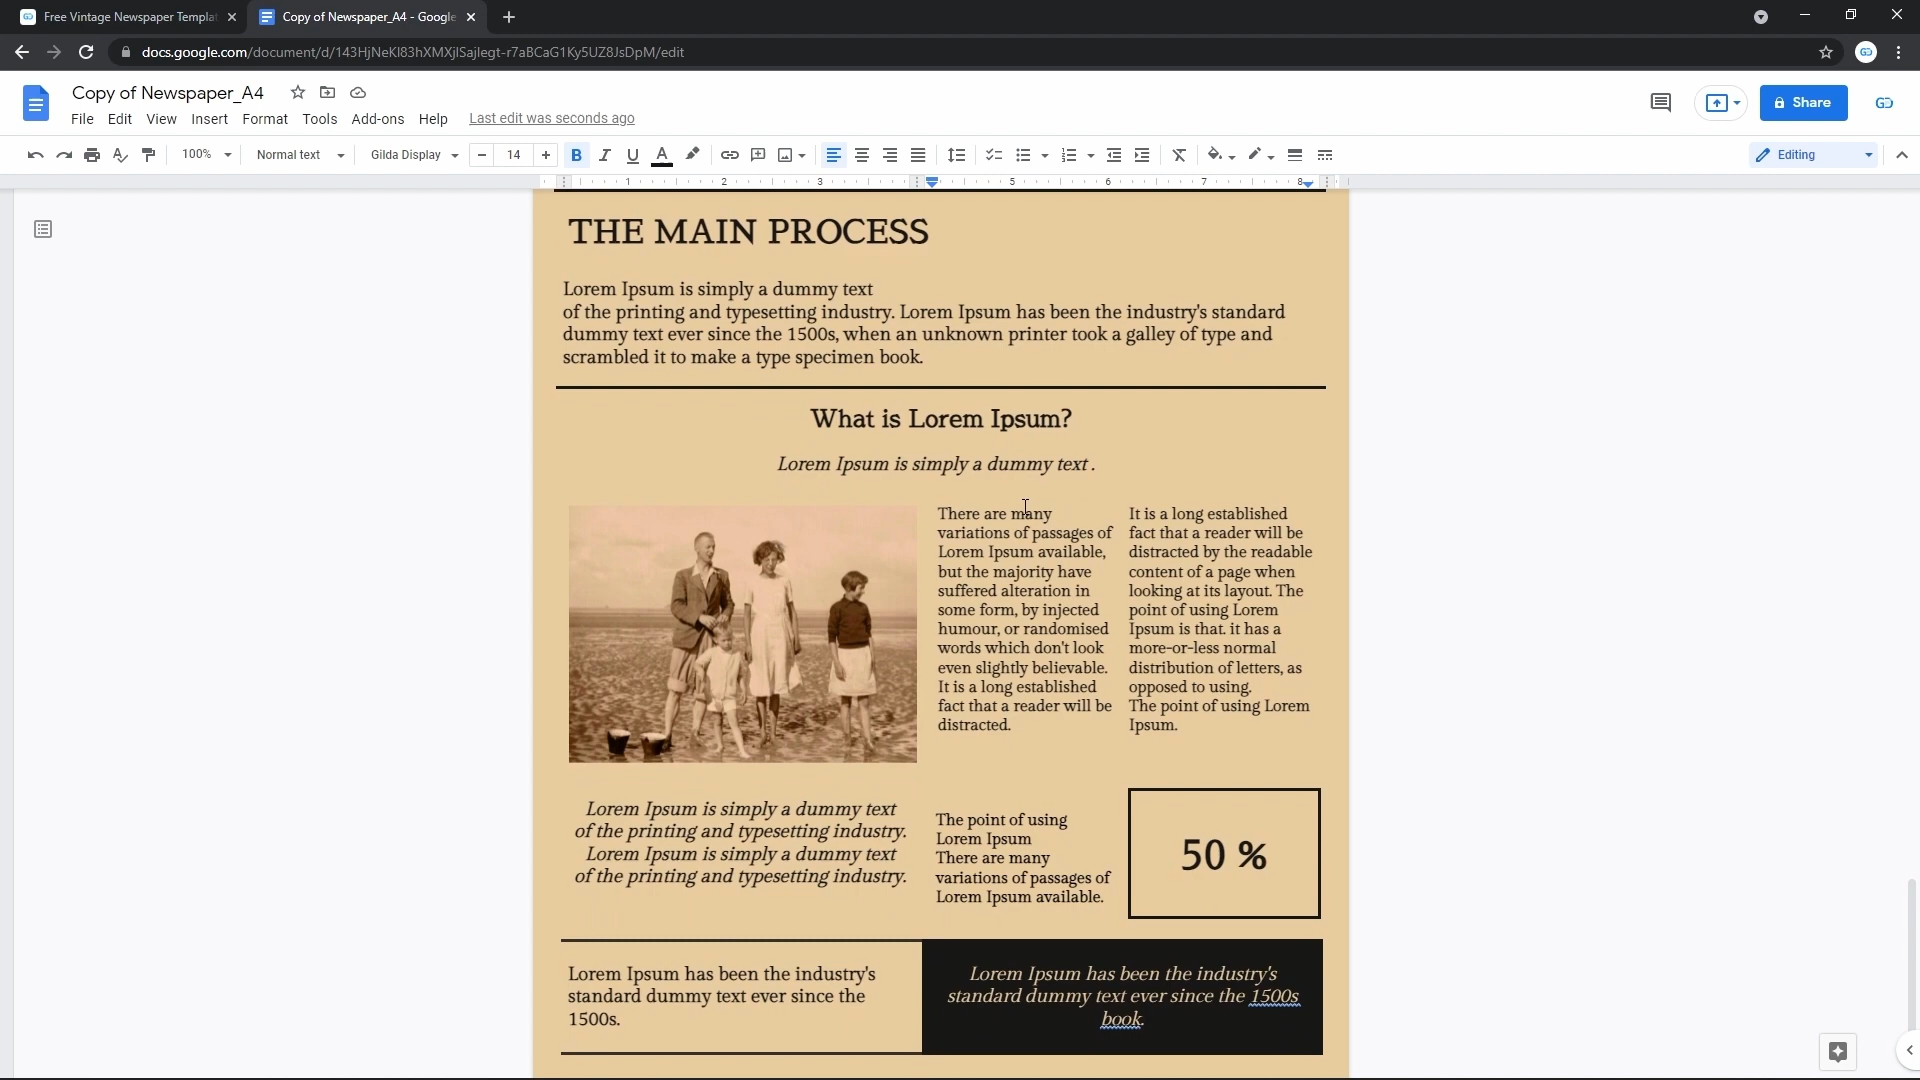 Free Vintage Newspaper Templat
Copy of Newspaper_A4 - Google
docs.google.com/document/d/143HjNeKl83hXMXjlSajlegt-r7aBCaG1Ky5UZ8JsDpM/edit
Copy of Newspaper_A4
File Edit View Insert Format Tools Add-ons Help Last edit was seconds ago
Share
100% Normal text Gilda Display 14 B I U A Editing
1 2 3 5 6 7 8
THE MAIN PROCESS
Lorem Ipsum is simply a dummy text
of the printing and typesetting industry. Lorem Ipsum has been the industry's standard
dummy text ever since the 1500s, when an unknown printer took a galley of type and
scrambled it to make a type specimen book.
What is Lorem Ipsum?
Lorem Ipsum is simply a dummy text .
There are many
variations of passages of
Lorem Ipsum available,
but the majority have
suffered alteration in
some form, by injected
humour, or randomised
words which don't look
even slightly believable.
It is a long established
fact that a reader will be
distracted.
It is a long established
fact that a reader will be
distracted by the readable
content of a page when
looking at its layout. The
point of using Lorem
Ipsum is that. it has a
more-or-less normal
distribution of letters, as
opposed to using.
The point of using Lorem
Ipsum.
Lorem Ipsum is simply a dummy text
of the printing and typesetting industry.
Lorem Ipsum is simply a dummy text
of the printing and typesetting industry.
The point of using
Lorem Ipsum
There are many
variations of passages of
Lorem Ipsum available.
50 %
Lorem Ipsum has been the industry's
standard dummy text ever since the
1500s.
Lorem Ipsum has been the industry's
standard dummy text ever since the 1500s
book.